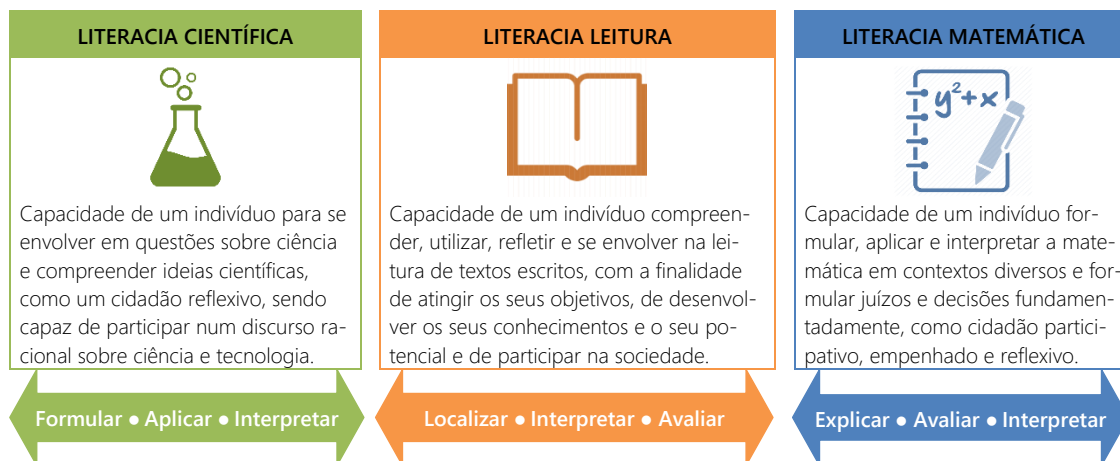 LITERACIA CIENTÍFICA
Capacidade de um indivíduo para se
envolver em questões sobre ciência
e compreender ideias científicas,
como um cidadão reflexivo, sendo
capaz de participar num discurso ra-
cional sobre ciência e tecnologia.
Formular ● Aplicar ● Interpretar
LITERACIA LEITURA
Capacidade de um indivíduo compreen-
der, utilizar, refletir e se envolver na lei-
tura de textos escritos, com a finalidade
de atingir os seus objetivos, de desenvol-
ver os seus conhecimentos e o seu po-
tencial e de participar na sociedade.
Localizar ● Interpretar ● Avaliar
LITERACIA MATEMÁTICA
y²+x
Capacidade de um indivíduo for-
mular, aplicar e interpretar a mate-
mática em contextos diversos e for-
mular juízos e decisões fundamen-
tadamente, como cidadão partici-
pativo, empenhado e reflexivo.
Explicar ● Avaliar ● Interpretar